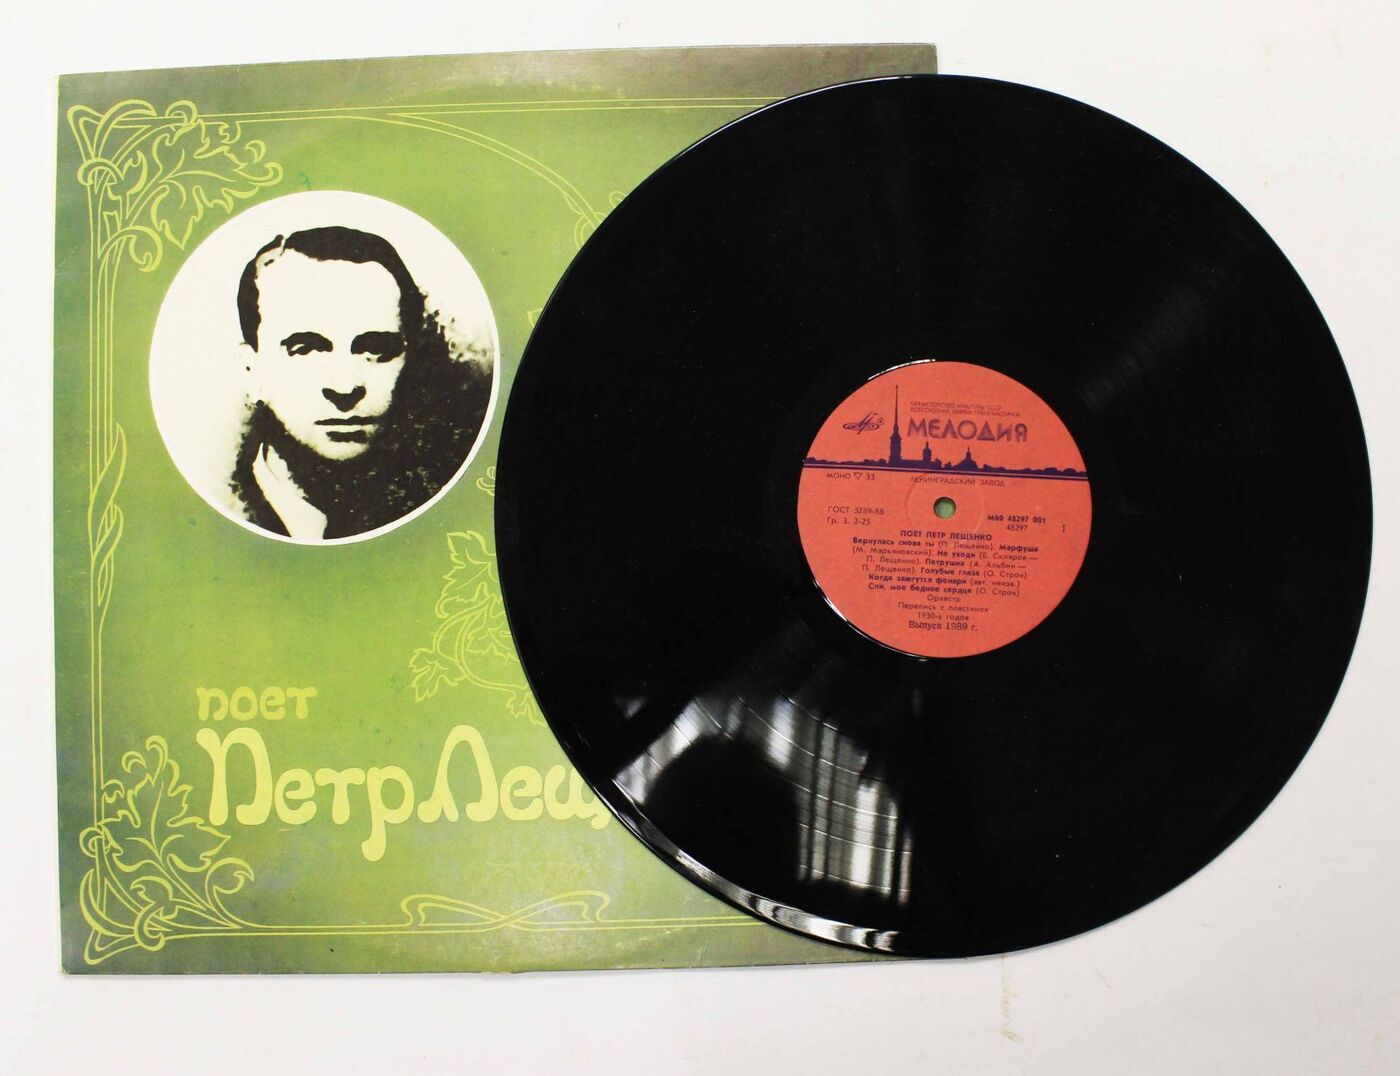 поет
Петр Лещ
МИНИСТЕРСТВО КУЛЬТУРЫ СССР
ВСЕСОЮЗНАЯ ФИРМА ГРАМПЛАСТИНОК
МЕЛОДИЯ
МОНО ▽ 33
ЛЕНИНГРАДСКИЙ ЗАВОД
ГОСТ 5289-88
М60 48297 001
Гр. 3. 2-25
48297
1
ПОЕТ ПЕТР ЛЕЩЕНКО
Вернулась снова ты (П. Лещенко). Марфуша
(М. Марьяновский). Не уходи (Е. Скляров —
П. Лещенко). Петрушка (А. Альбин —
П. Лещенко). Голубые глаза (О. Строк)
Когда зажгутся фонари (авт. неизв.)
Спи, мое бедное сердце (О. Строк)
Оркестр
Перепись с пластинок
1930-х годов
Выпуск 1989 г.